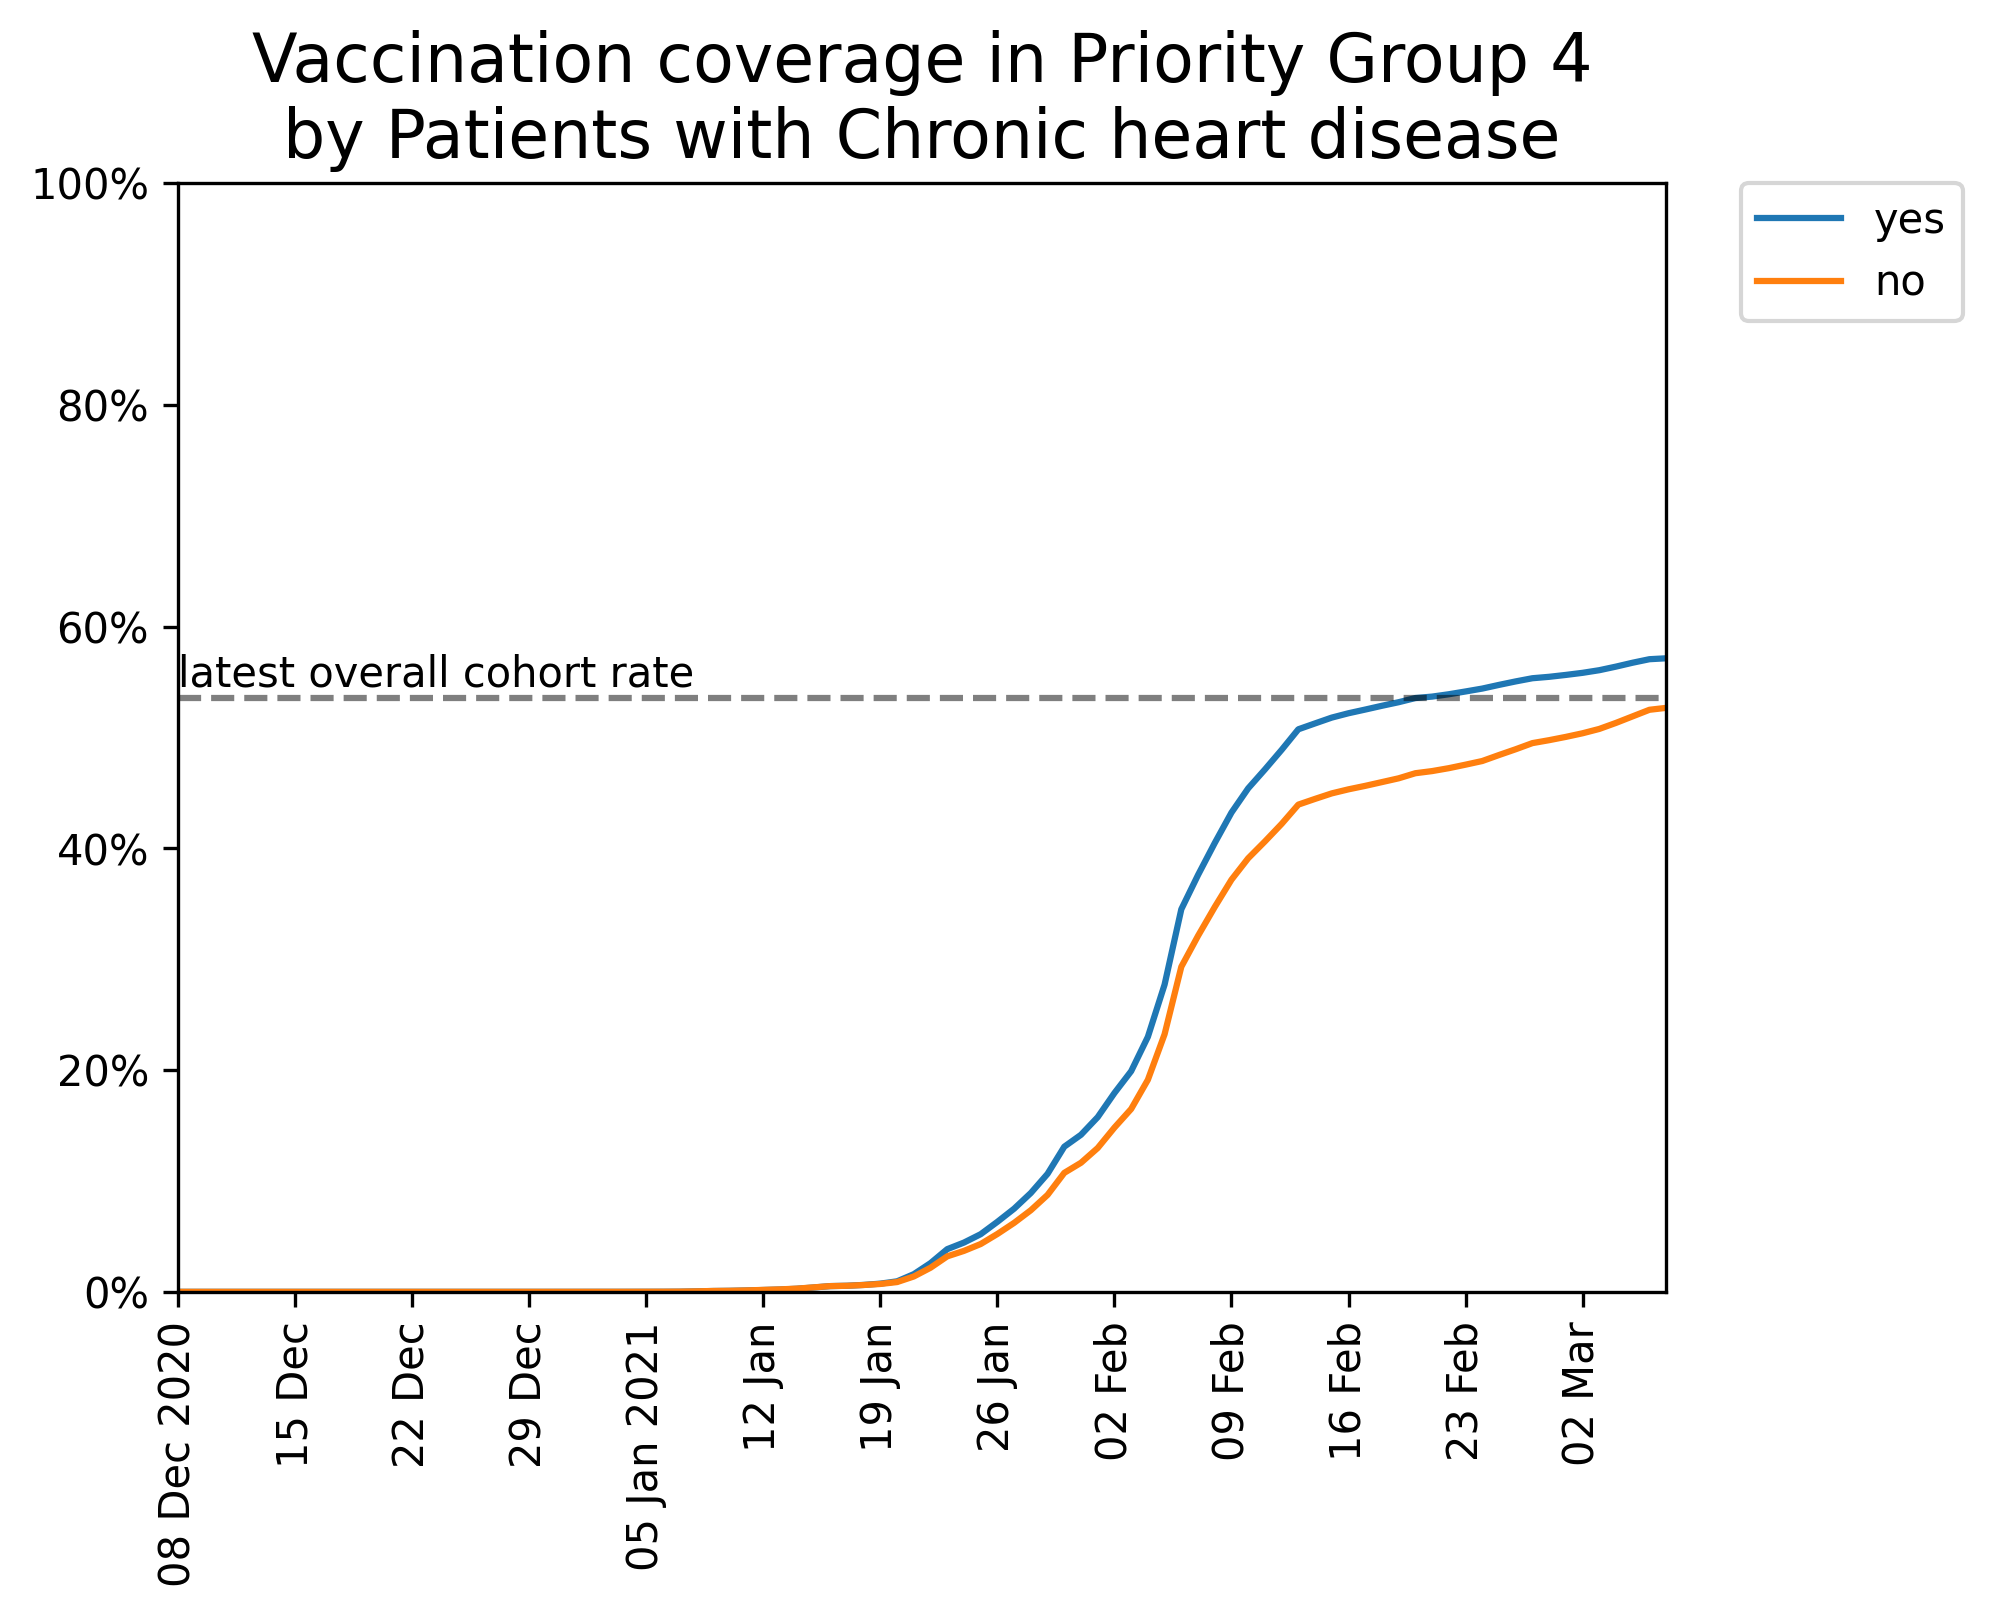 Vaccination coverage in Priority Group 4
by Patients with Chronic heart disease
100%
80%
60%
40%
20%
0%
latest overall cohort rate
yes
no
08 Dec 2020
15 Dec
22 Dec
29 Dec
05 Jan 2021
12 Jan
19 Jan
26 Jan
02 Feb
09 Feb
16 Feb
23 Feb
02 Mar